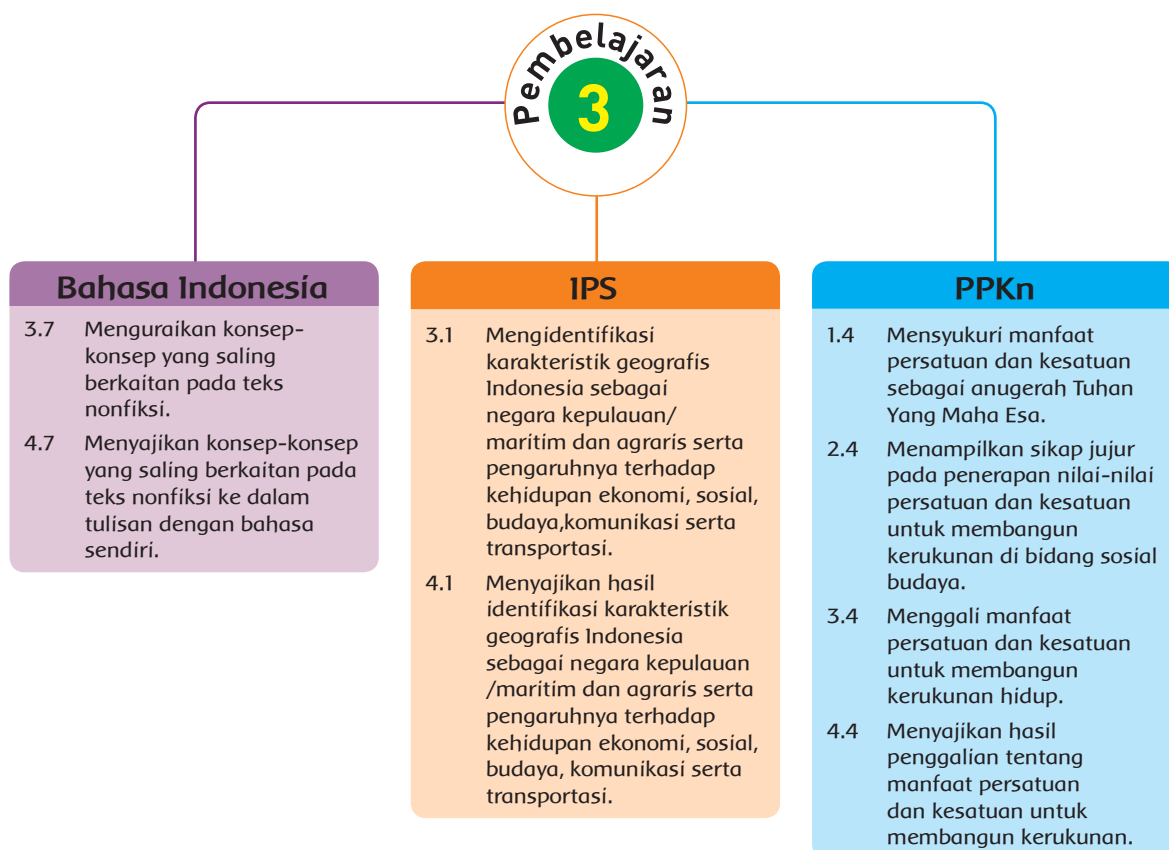 Pembelajaran
3
Bahasa Indonesia
3.7 Menguraikan konsep-
konsep yang saling
berkaitan pada teks
nonfiksi.
4.7 Menyajikan konsep-konsep
yang saling berkaitan pada
teks nonfiksi ke dalam
tulisan dengan bahasa
sendiri.
IPS
3.1 Mengidentifikasi
karakteristik geografis
Indonesia sebagai
negara kepulauan/
maritim dan agraris serta
pengaruhnya terhadap
kehidupan ekonomi, sosial,
budaya,komunikasi serta
transportasi.
4.1 Menyajikan hasil
identifikasi karakteristik
geografis Indonesia
sebagai negara kepulauan
/maritim dan agraris serta
pengaruhnya terhadap
kehidupan ekonomi, sosial,
budaya, komunikasi serta
transportasi.
PPKn
1.4 Mensyukuri manfaat
persatuan dan kesatuan
sebagai anugerah Tuhan
Yang Maha Esa.
2.4 Menampilkan sikap jujur
pada penerapan nilai-nilai
persatuan dan kesatuan
untuk membangun
kerukunan di bidang sosial
budaya.
3.4 Menggali manfaat
persatuan dan kesatuan
untuk membangun
kerukunan hidup.
4.4 Menyajikan hasil
penggalian tentang
manfaat persatuan
dan kesatuan untuk
membangun kerukunan.